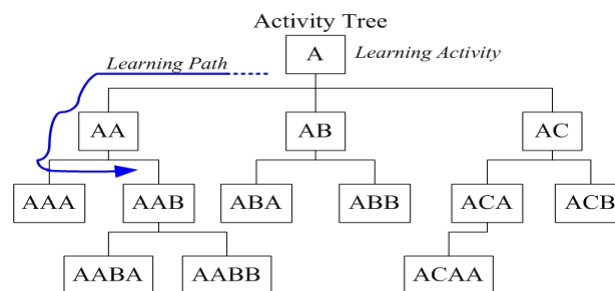 Activity Tree
A
Learning Activity
Learning Path
AA
AB
AC
AAA
AAB
ABA
ABB
ACA
ACB
AABA
AABB
ACAA